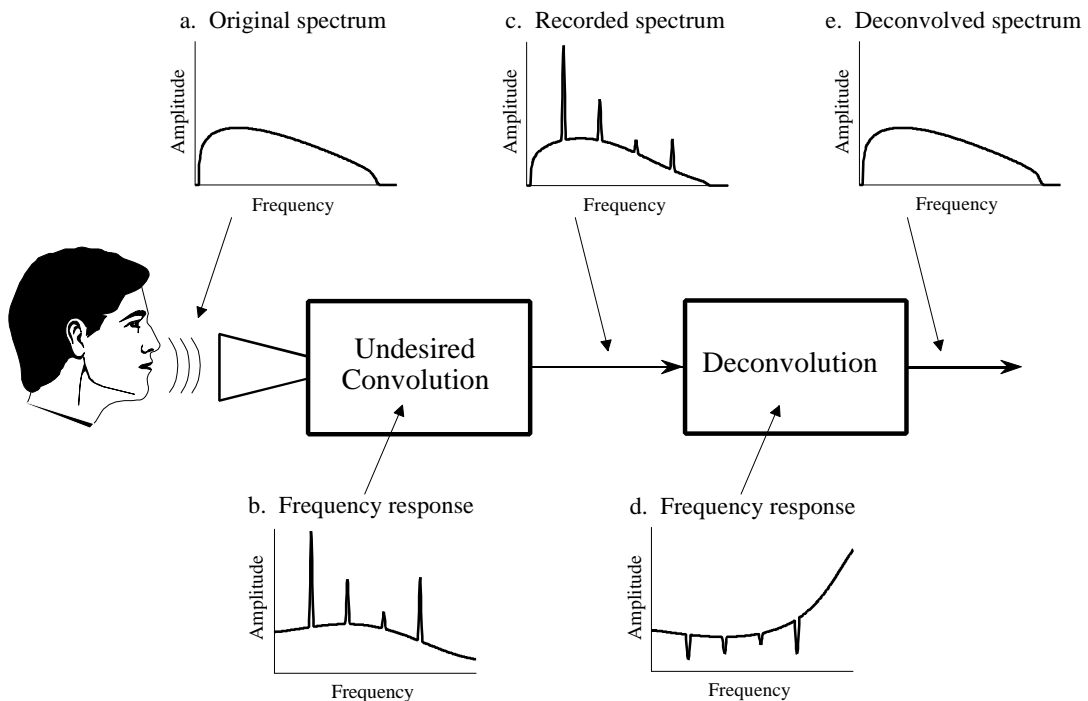 a. Original spectrum
Amplitude
Frequency
c. Recorded spectrum
Amplitude
Frequency
e. Deconvolved spectrum
Amplitude
Frequency
Undesired
Convolution
Deconvolution
b. Frequency response
Amplitude
Frequency
d. Frequency response
Amplitude
Frequency